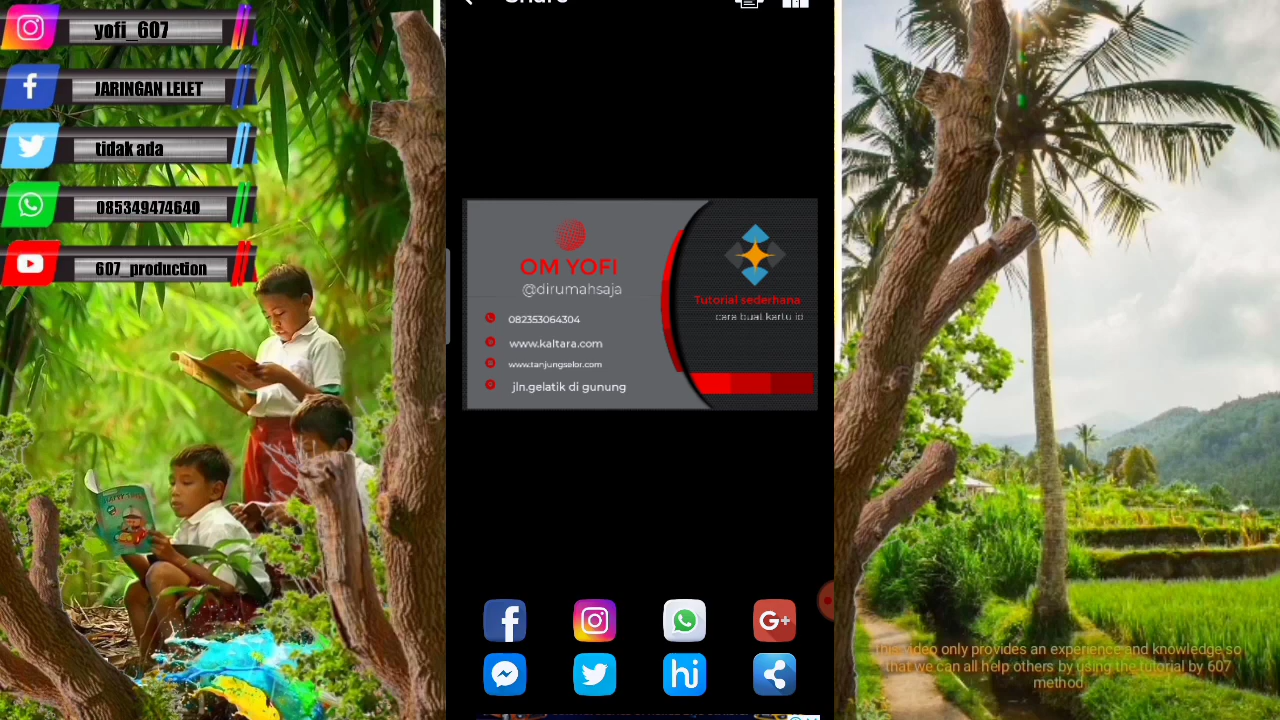 yofi_607
JARINGAN LELET
tidak ada
085349474640
607_production
Share
OM YOFI
@dirumahsaja
082353064304
www.kaltara.com
www.tanjungselor.com
jln.gelatik di gunung
Tutorial sederhana
cara buat kartu id
G+
hi
This video only provides an experience and knowledge so
that we can all help others by using the tutorial by 607
method